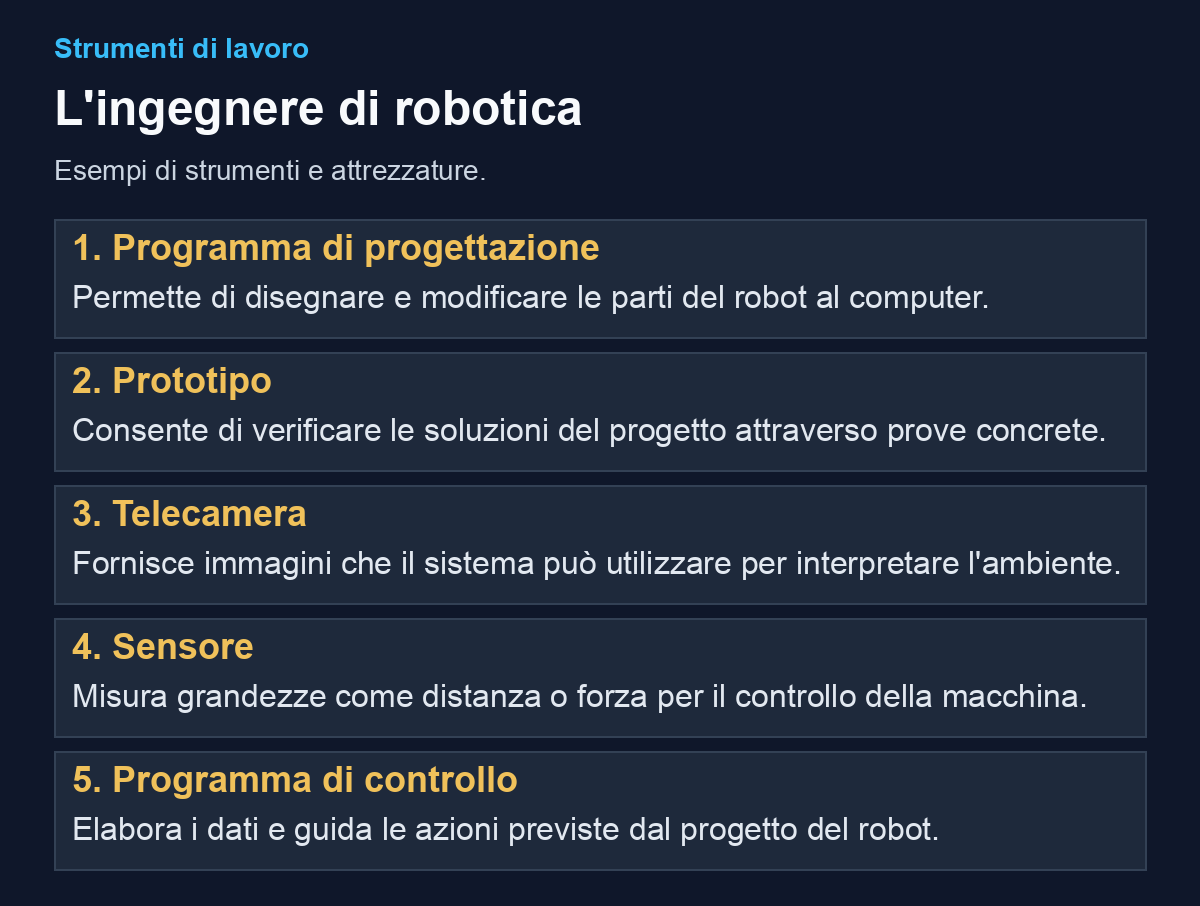 Strumenti di lavoro
L'ingegnere di robotica
Esempi di strumenti e attrezzature.
1. Programma di progettazione
Permette di disegnare e modificare le parti del robot al computer.
2. Prototipo
Consente di verificare le soluzioni del progetto attraverso prove concrete.
3. Telecamera
Fornisce immagini che il sistema può utilizzare per interpretare l'ambiente.
4. Sensore
Misura grandezze come distanza o forza per il controllo della macchina.
5. Programma di controllo
Elabora i dati e guida le azioni previste dal progetto del robot.